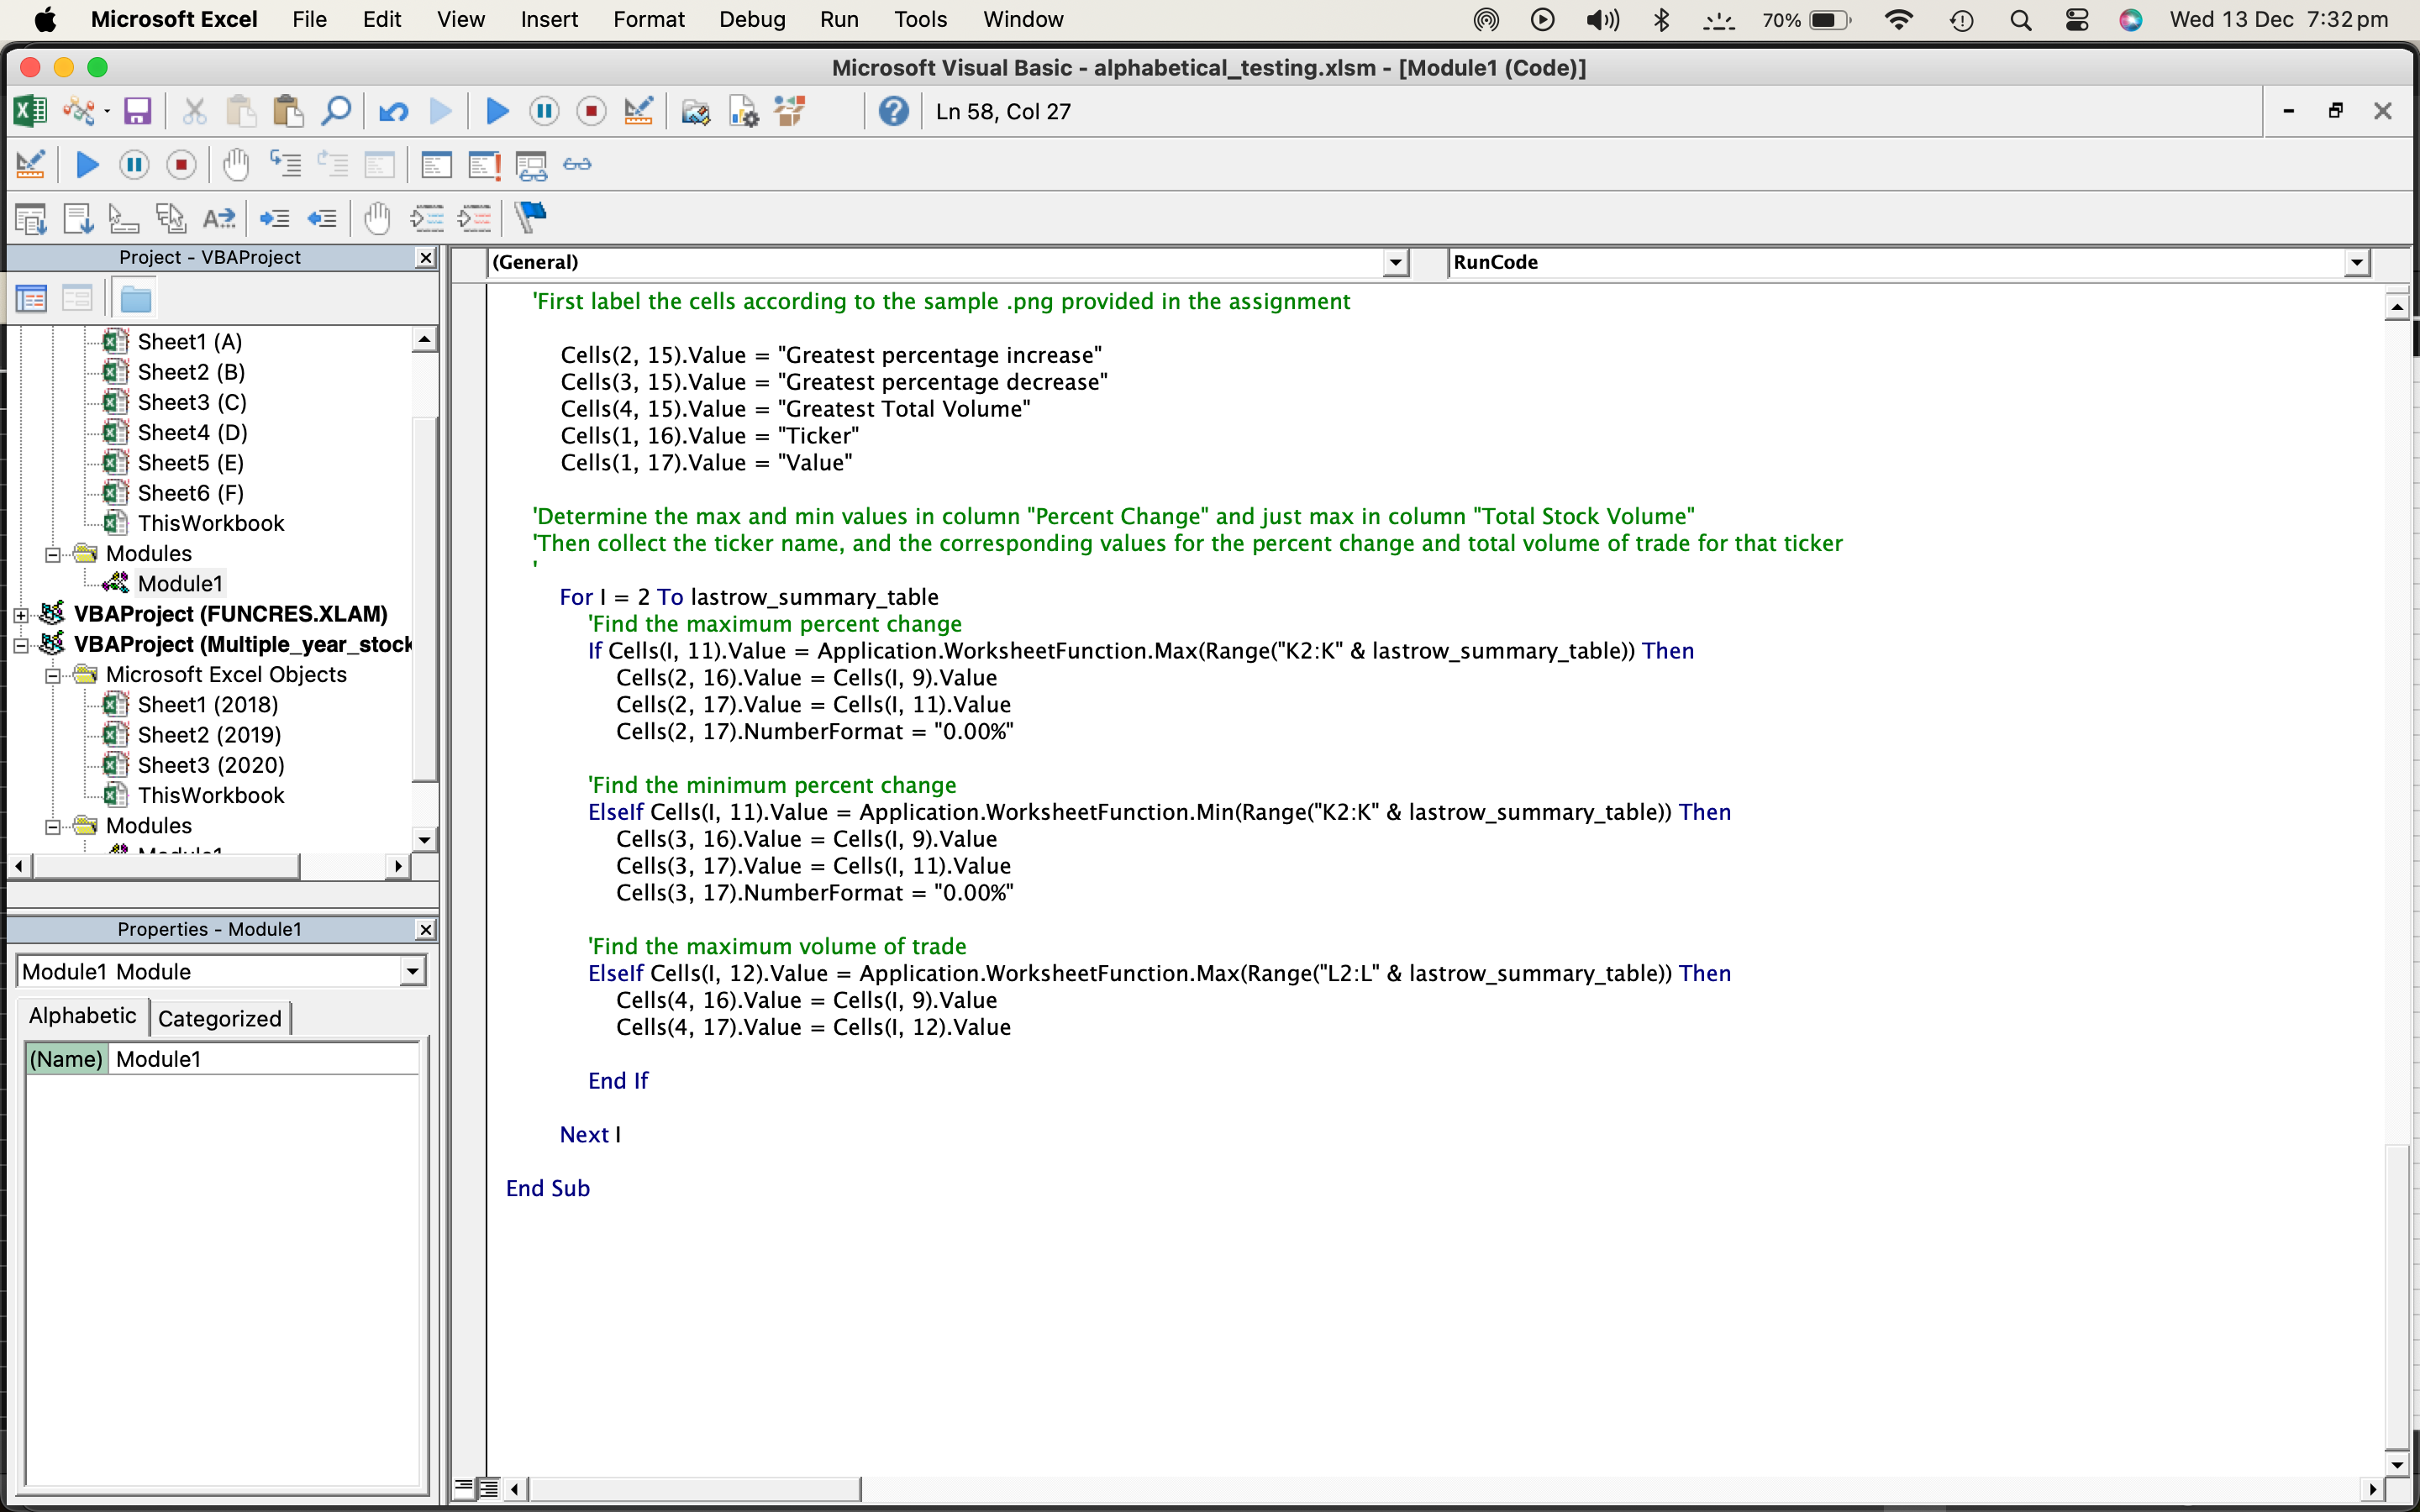 Microsoft Excel File Edit View Insert Format Debug Run Tools Window 70% Wed 13 Dec 7:32 pm
Microsoft Visual Basic - alphabetical_testing.xlsm - [Module1 (Code)]
Ln 58, Col 27
Project - VBAProject
Sheet1 (A)
Sheet2 (B)
Sheet3 (C)
Sheet4 (D)
Sheet5 (E)
Sheet6 (F)
ThisWorkbook
Modules
Module1
VBAProject (FUNCRES.XLAM)
VBAProject (Multiple_year_stock
Microsoft Excel Objects
Sheet1 (2018)
Sheet2 (2019)
Sheet3 (2020)
ThisWorkbook
Modules
Module1
Properties - Module1
Module1 Module
Alphabetic Categorized
(Name) Module1
(General) RunCode
'First label the cells according to the sample .png provided in the assignment
Cells(2, 15).Value = "Greatest percentage increase"
Cells(3, 15).Value = "Greatest percentage decrease"
Cells(4, 15).Value = "Greatest Total Volume"
Cells(1, 16).Value = "Ticker"
Cells(1, 17).Value = "Value"
'Determine the max and min values in column "Percent Change" and just max in column "Total Stock Volume"
'Then collect the ticker name, and the corresponding values for the percent change and total volume of trade for that ticker
'
For I = 2 To lastrow_summary_table
'Find the maximum percent change
If Cells(I, 11).Value = Application.WorksheetFunction.Max(Range("K2:K" & lastrow_summary_table)) Then
Cells(2, 16).Value = Cells(I, 9).Value
Cells(2, 17).Value = Cells(I, 11).Value
Cells(2, 17).NumberFormat = "0.00%"
'Find the minimum percent change
ElseIf Cells(I, 11).Value = Application.WorksheetFunction.Min(Range("K2:K" & lastrow_summary_table)) Then
Cells(3, 16).Value = Cells(I, 9).Value
Cells(3, 17).Value = Cells(I, 11).Value
Cells(3, 17).NumberFormat = "0.00%"
'Find the maximum volume of trade
ElseIf Cells(I, 12).Value = Application.WorksheetFunction.Max(Range("L2:L" & lastrow_summary_table)) Then
Cells(4, 16).Value = Cells(I, 9).Value
Cells(4, 17).Value = Cells(I, 12).Value
End If
Next I
End Sub